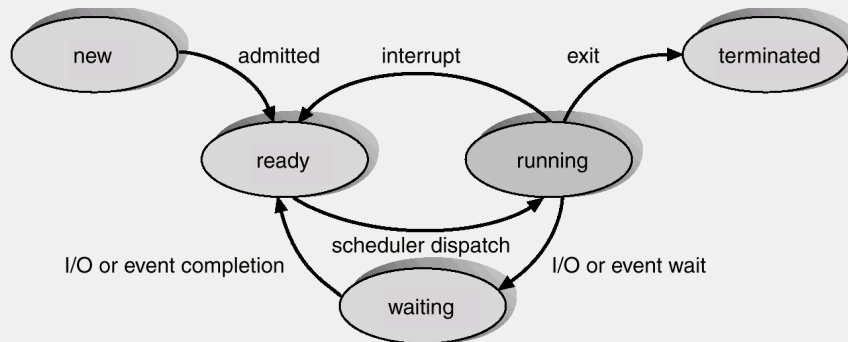 new
admitted
interrupt
exit
terminated
ready
running
scheduler dispatch
I/O or event completion
I/O or event wait
waiting